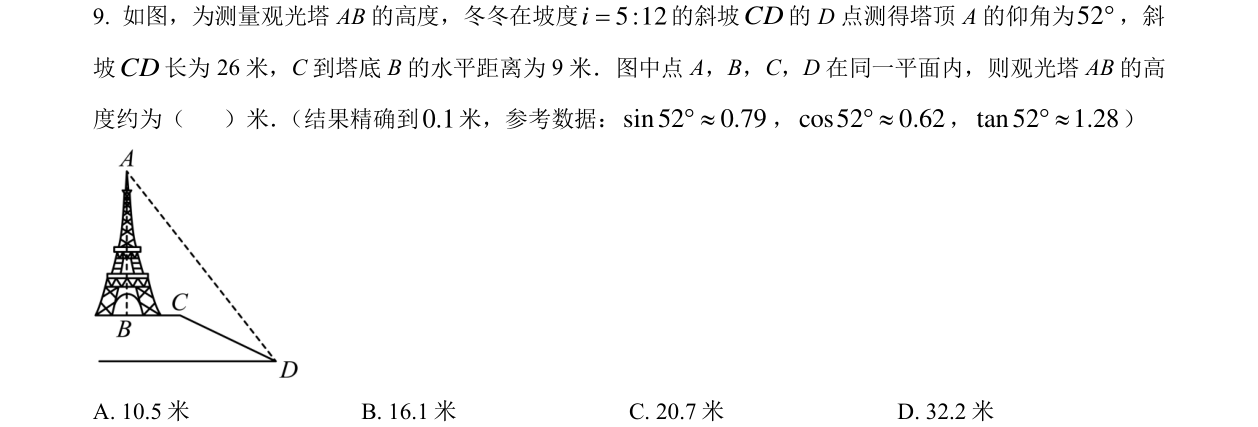 9. 如图，为测量观光塔 AB 的高度，冬冬在坡度 i = 5:12 的斜坡 CD 的 D 点测得塔顶 A 的仰角为 52°，斜
坡 CD 长为 26 米，C 到塔底 B 的水平距离为 9 米．图中点 A，B，C，D 在同一平面内，则观光塔 AB 的高
度约为（　　）米．（结果精确到 0.1 米，参考数据：sin 52° ≈ 0.79，cos 52° ≈ 0.62，tan 52° ≈ 1.28）
A
C
B
D
A. 10.5 米 B. 16.1 米 C. 20.7 米 D. 32.2 米